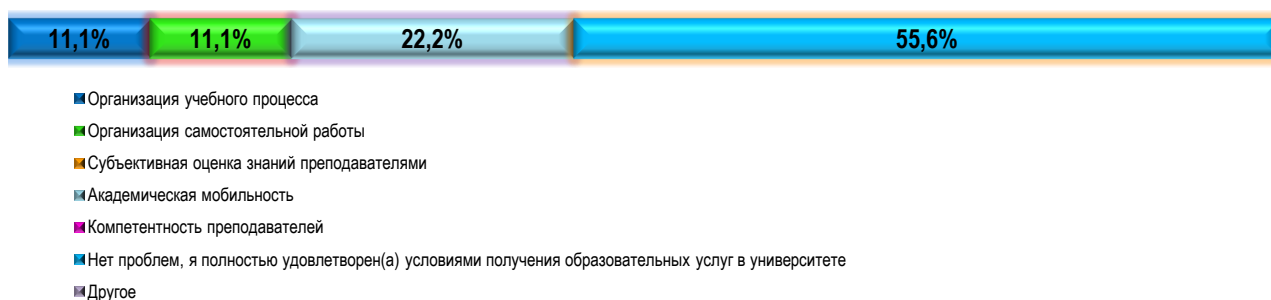 11,1% 11,1% 22,2% 55,6%
Организация учебного процесса
Организация самостоятельной работы
Субъективная оценка знаний преподавателями
Академическая мобильность
Компетентность преподавателей
Нет проблем, я полностью удовлетворен(а) условиями получения образовательных услуг в университете
Другое